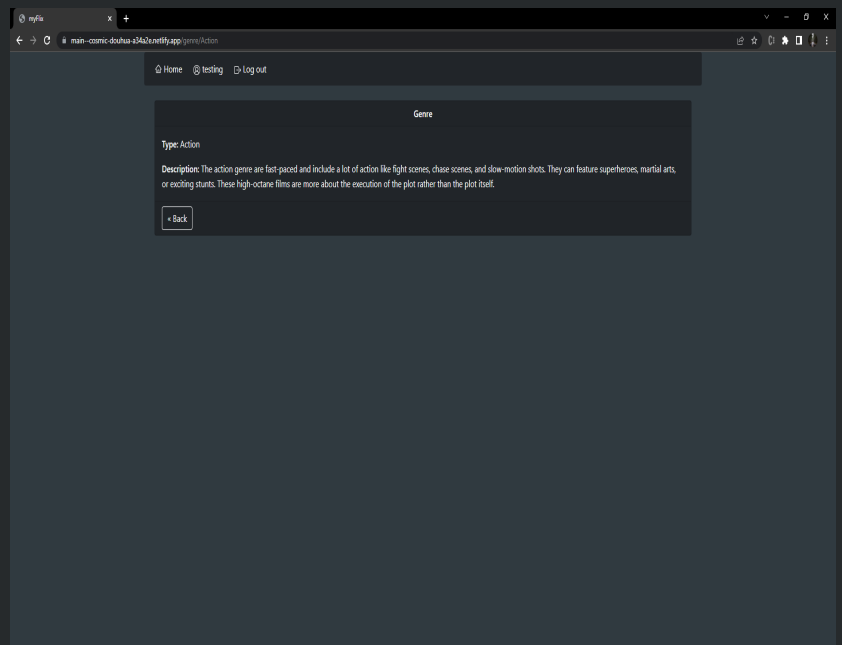 myFlix
main--cosmic-douhua-a34a2e.netlify.app/genre/Action
Home testing Log out
Genre
Type: Action
Description: The action genre are fast-paced and include a lot of action like fight scenes, chase scenes, and slow-motion shots. They can feature superheroes, martial arts,
or exciting stunts. These high-octane films are more about the execution of the plot rather than the plot itself.
« Back